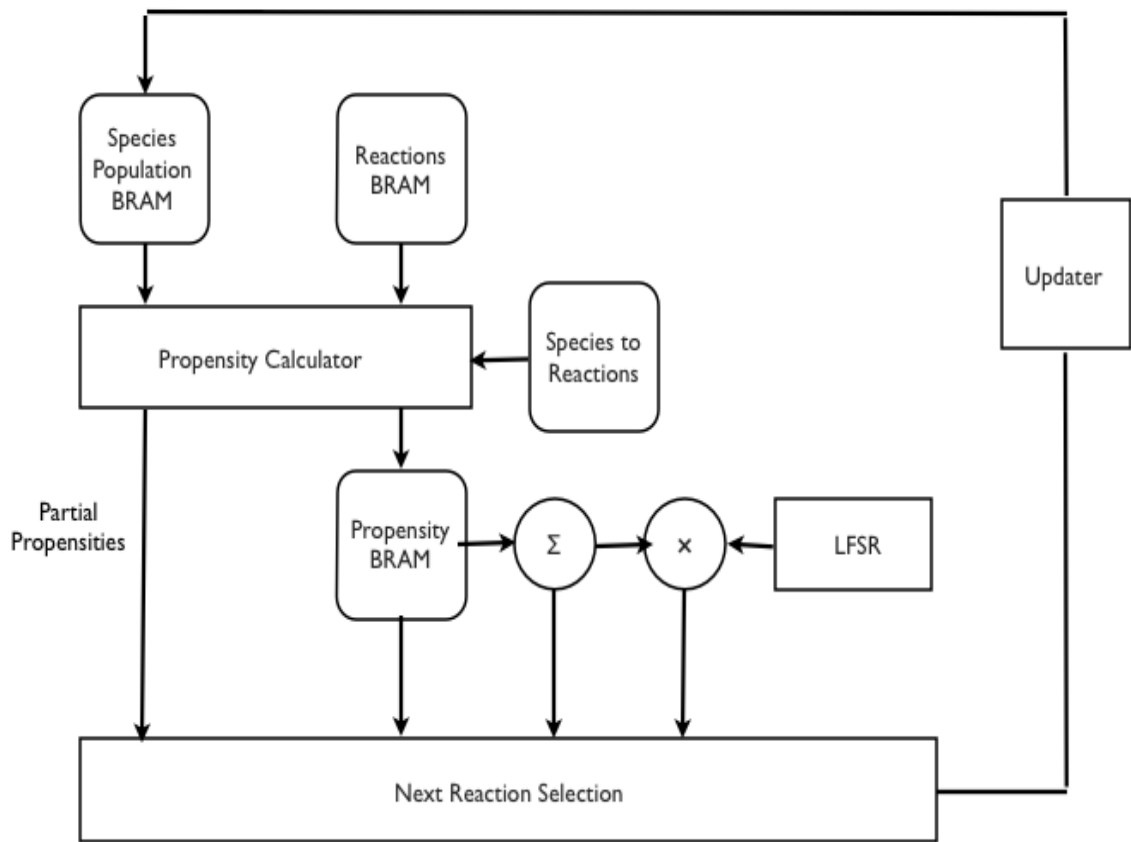 Species
Population
BRAM
Reactions
BRAM
Updater
Propensity Calculator
Species to
Reactions
Partial
Propensities
Propensity
BRAM
Σ
×
LFSR
Next Reaction Selection